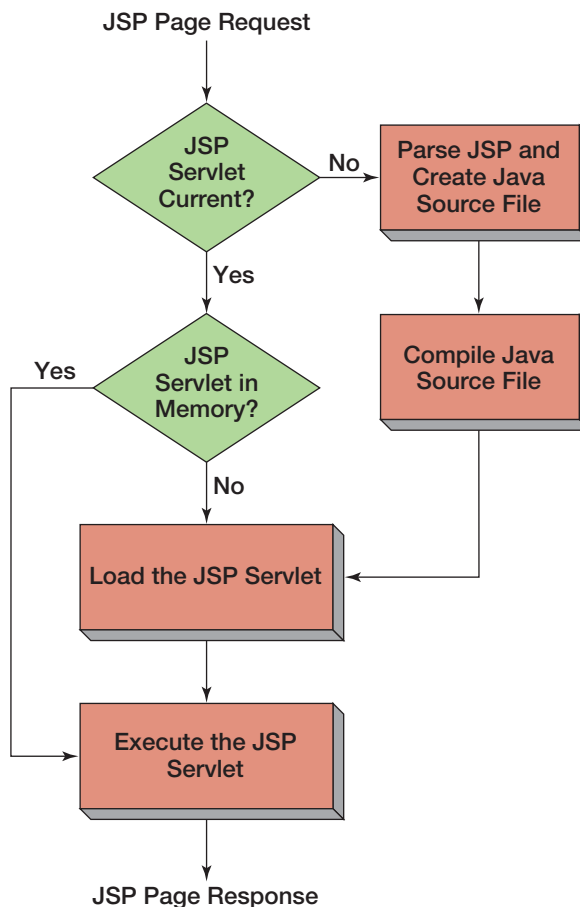 JSP Page Request
JSP
Servlet
Current?
No
Parse JSP and
Create Java
Source File
Yes
JSP
Servlet in
Memory?
Yes
Compile Java
Source File
No
Load the JSP Servlet
Execute the JSP
Servlet
JSP Page Response